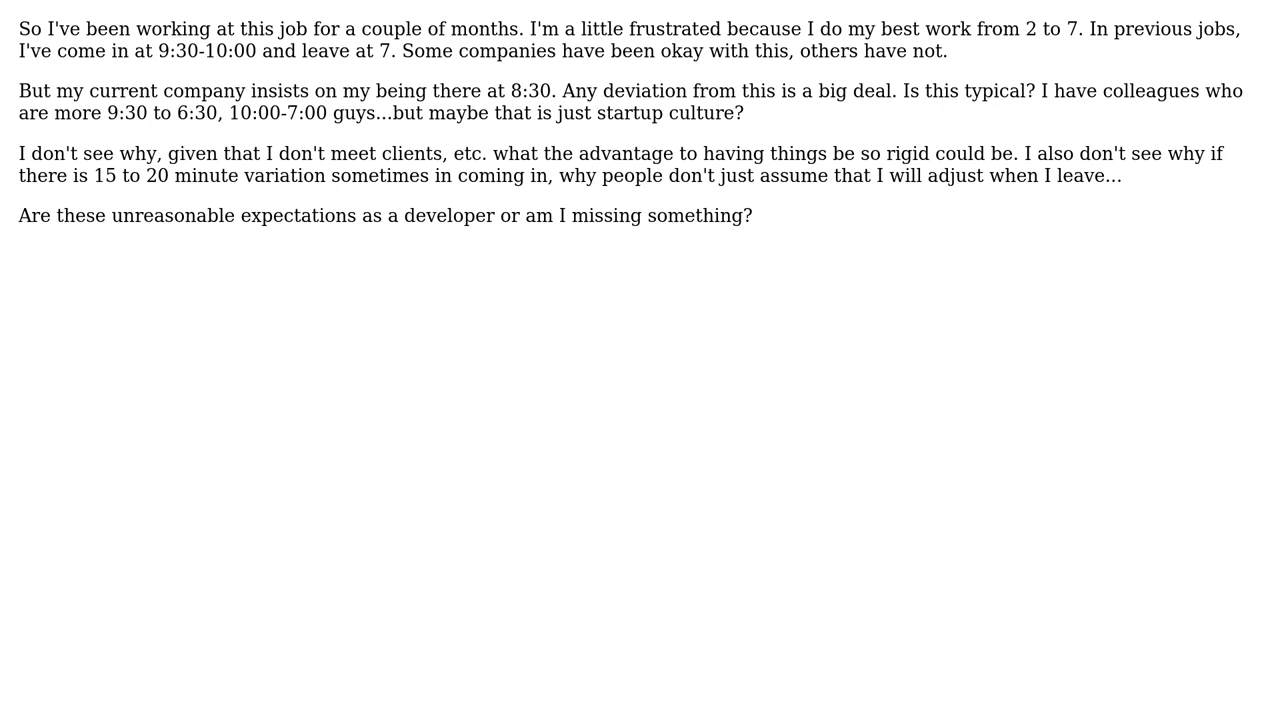 So I've been working at this job for a couple of months. I'm a little frustrated because I do my best work from 2 to 7. In previous jobs,
I've come in at 9:30-10:00 and leave at 7. Some companies have been okay with this, others have not.
But my current company insists on my being there at 8:30. Any deviation from this is a big deal. Is this typical? I have colleagues who
are more 9:30 to 6:30, 10:00-7:00 guys...but maybe that is just startup culture?
I don't see why, given that I don't meet clients, etc. what the advantage to having things be so rigid could be. I also don't see why if
there is 15 to 20 minute variation sometimes in coming in, why people don't just assume that I will adjust when I leave...
Are these unreasonable expectations as a developer or am I missing something?